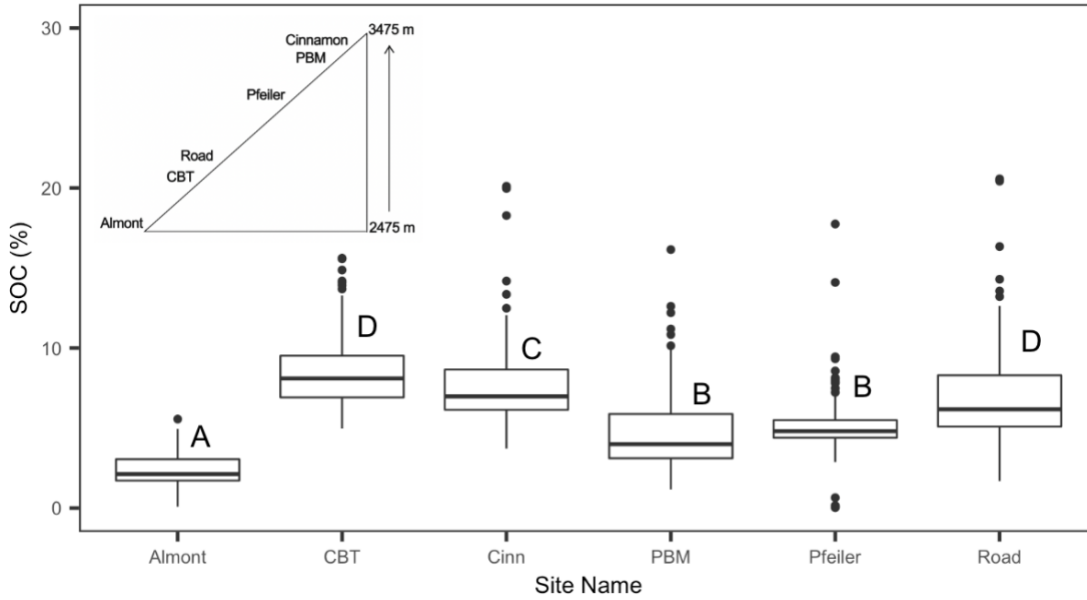 30
20
10
0
SOC (%)
3475 m
Cinnamon
PBM
Pfeiler
Road
CBT
Almont
2475 m
A
D
C
B
B
D
Almont
CBT
Cinn
PBM
Pfeiler
Road
Site Name